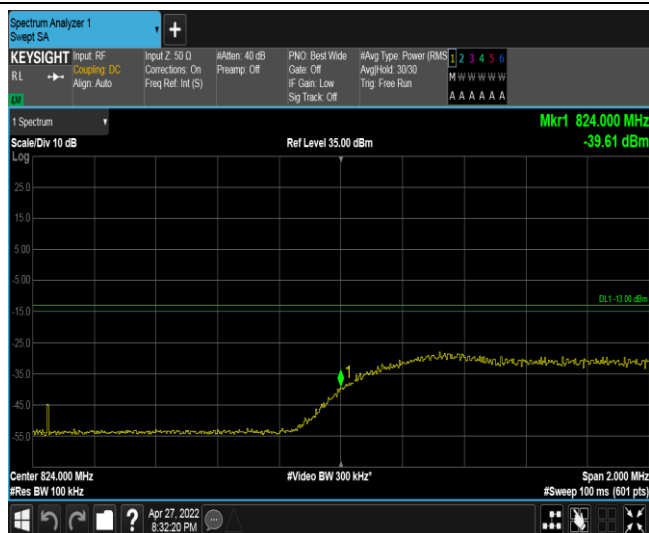 Spectrum Analyzer 1
Swept SA
KEYSIGHT Input: RF Input Z: 50 Ω #Atten: 40 dB PNO: Best Wide #Avg Type: Power (RMS 1 2 3 4 5 6
R L Coupling: DC Corrections: On Preamp: Off Gate: Off Avg|Hold: 30/30 M W W W W W
Align: Auto Freq Ref: Int (S) IF Gain: Low Trig: Free Run
Sig Track: Off A A A A A A
1 Spectrum Mkr1 824.000 MHz
Scale/Div 10 dB Ref Level 35.00 dBm -39.61 dBm
Log
25.0
15.0
5.00
-5.00
DL1 -13.00 dBm
-15.0
-25.0
-35.0
1
-45.0
-55.0
Center 824.000 MHz #Video BW 300 kHz* Span 2.000 MHz
#Res BW 100 kHz #Sweep 100 ms (601 pts)
? Apr 27, 2022
8:32:20 PM